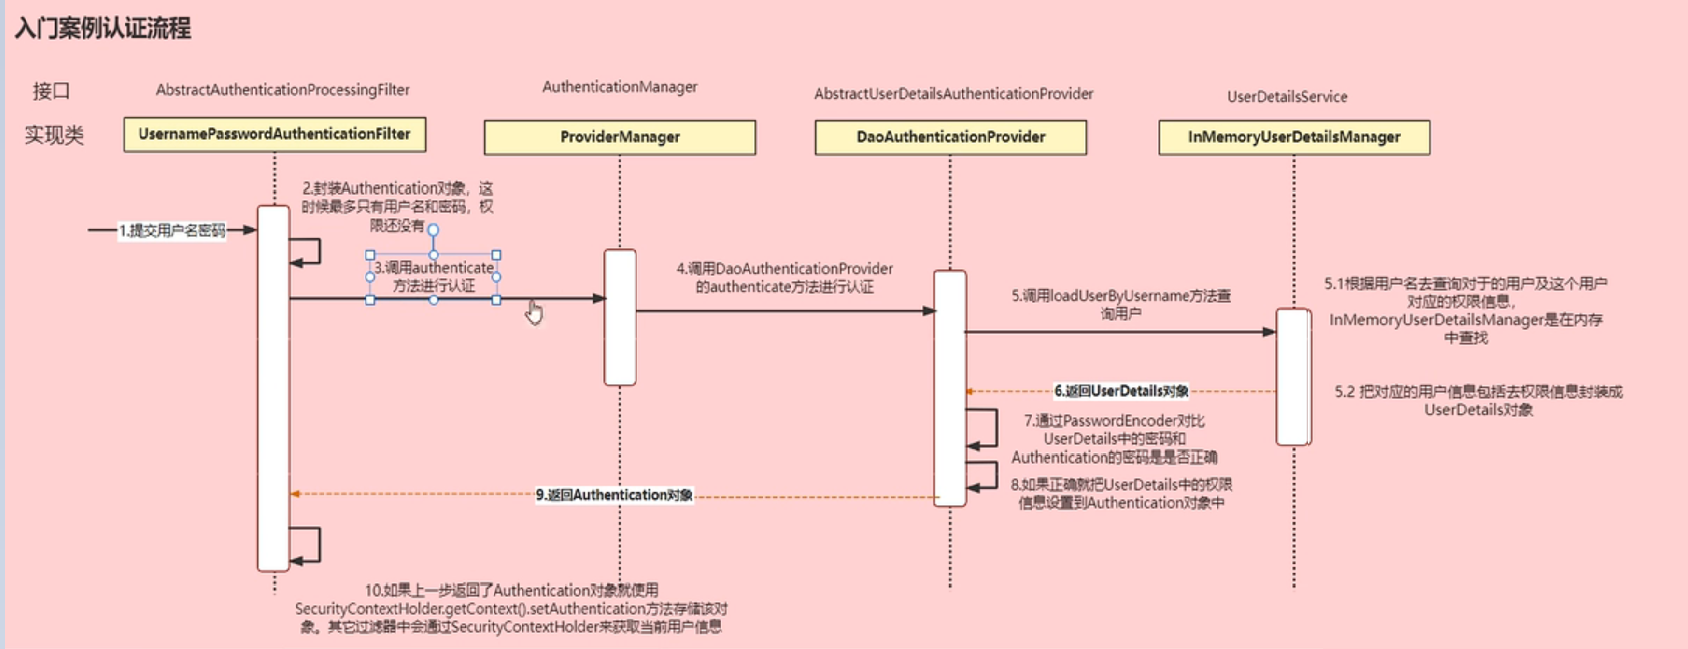 入门案例认证流程
接口
AbstractAuthenticationProcessingFilter
AuthenticationManager
AbstractUserDetailsAuthenticationProvider
UserDetailsService
实现类
UsernamePasswordAuthenticationFilter
ProviderManager
DaoAuthenticationProvider
InMemoryUserDetailsManager
1.提交用户名密码
2.封装Authentication对象，这
时候最多只有用户名和密码，权
限还没有
3.调用authenticate
方法进行认证
4.调用DaoAuthenticationProvider
的authenticate方法进行认证
5.调用loadUserByUsername方法查
询用户
5.1根据用户名去查询对于的用户及这个用户
对应的权限信息，
InMemoryUserDetailsManager是在内存
中查找
5.2 把对应的用户信息包括去权限信息封装成
UserDetails对象
6.返回UserDetails对象
7.通过PasswordEncoder对比
UserDetails中的密码和
Authentication的密码是是否正确
8.如果正确就把UserDetails中的权限
信息设置到Authentication对象中
9.返回Authentication对象
10.如果上一步返回了Authentication对象就使用
SecurityContextHolder.getContext().setAuthentication方法存储该对
象。其它过滤器中会通过SecurityContextHolder来获取当前用户信息